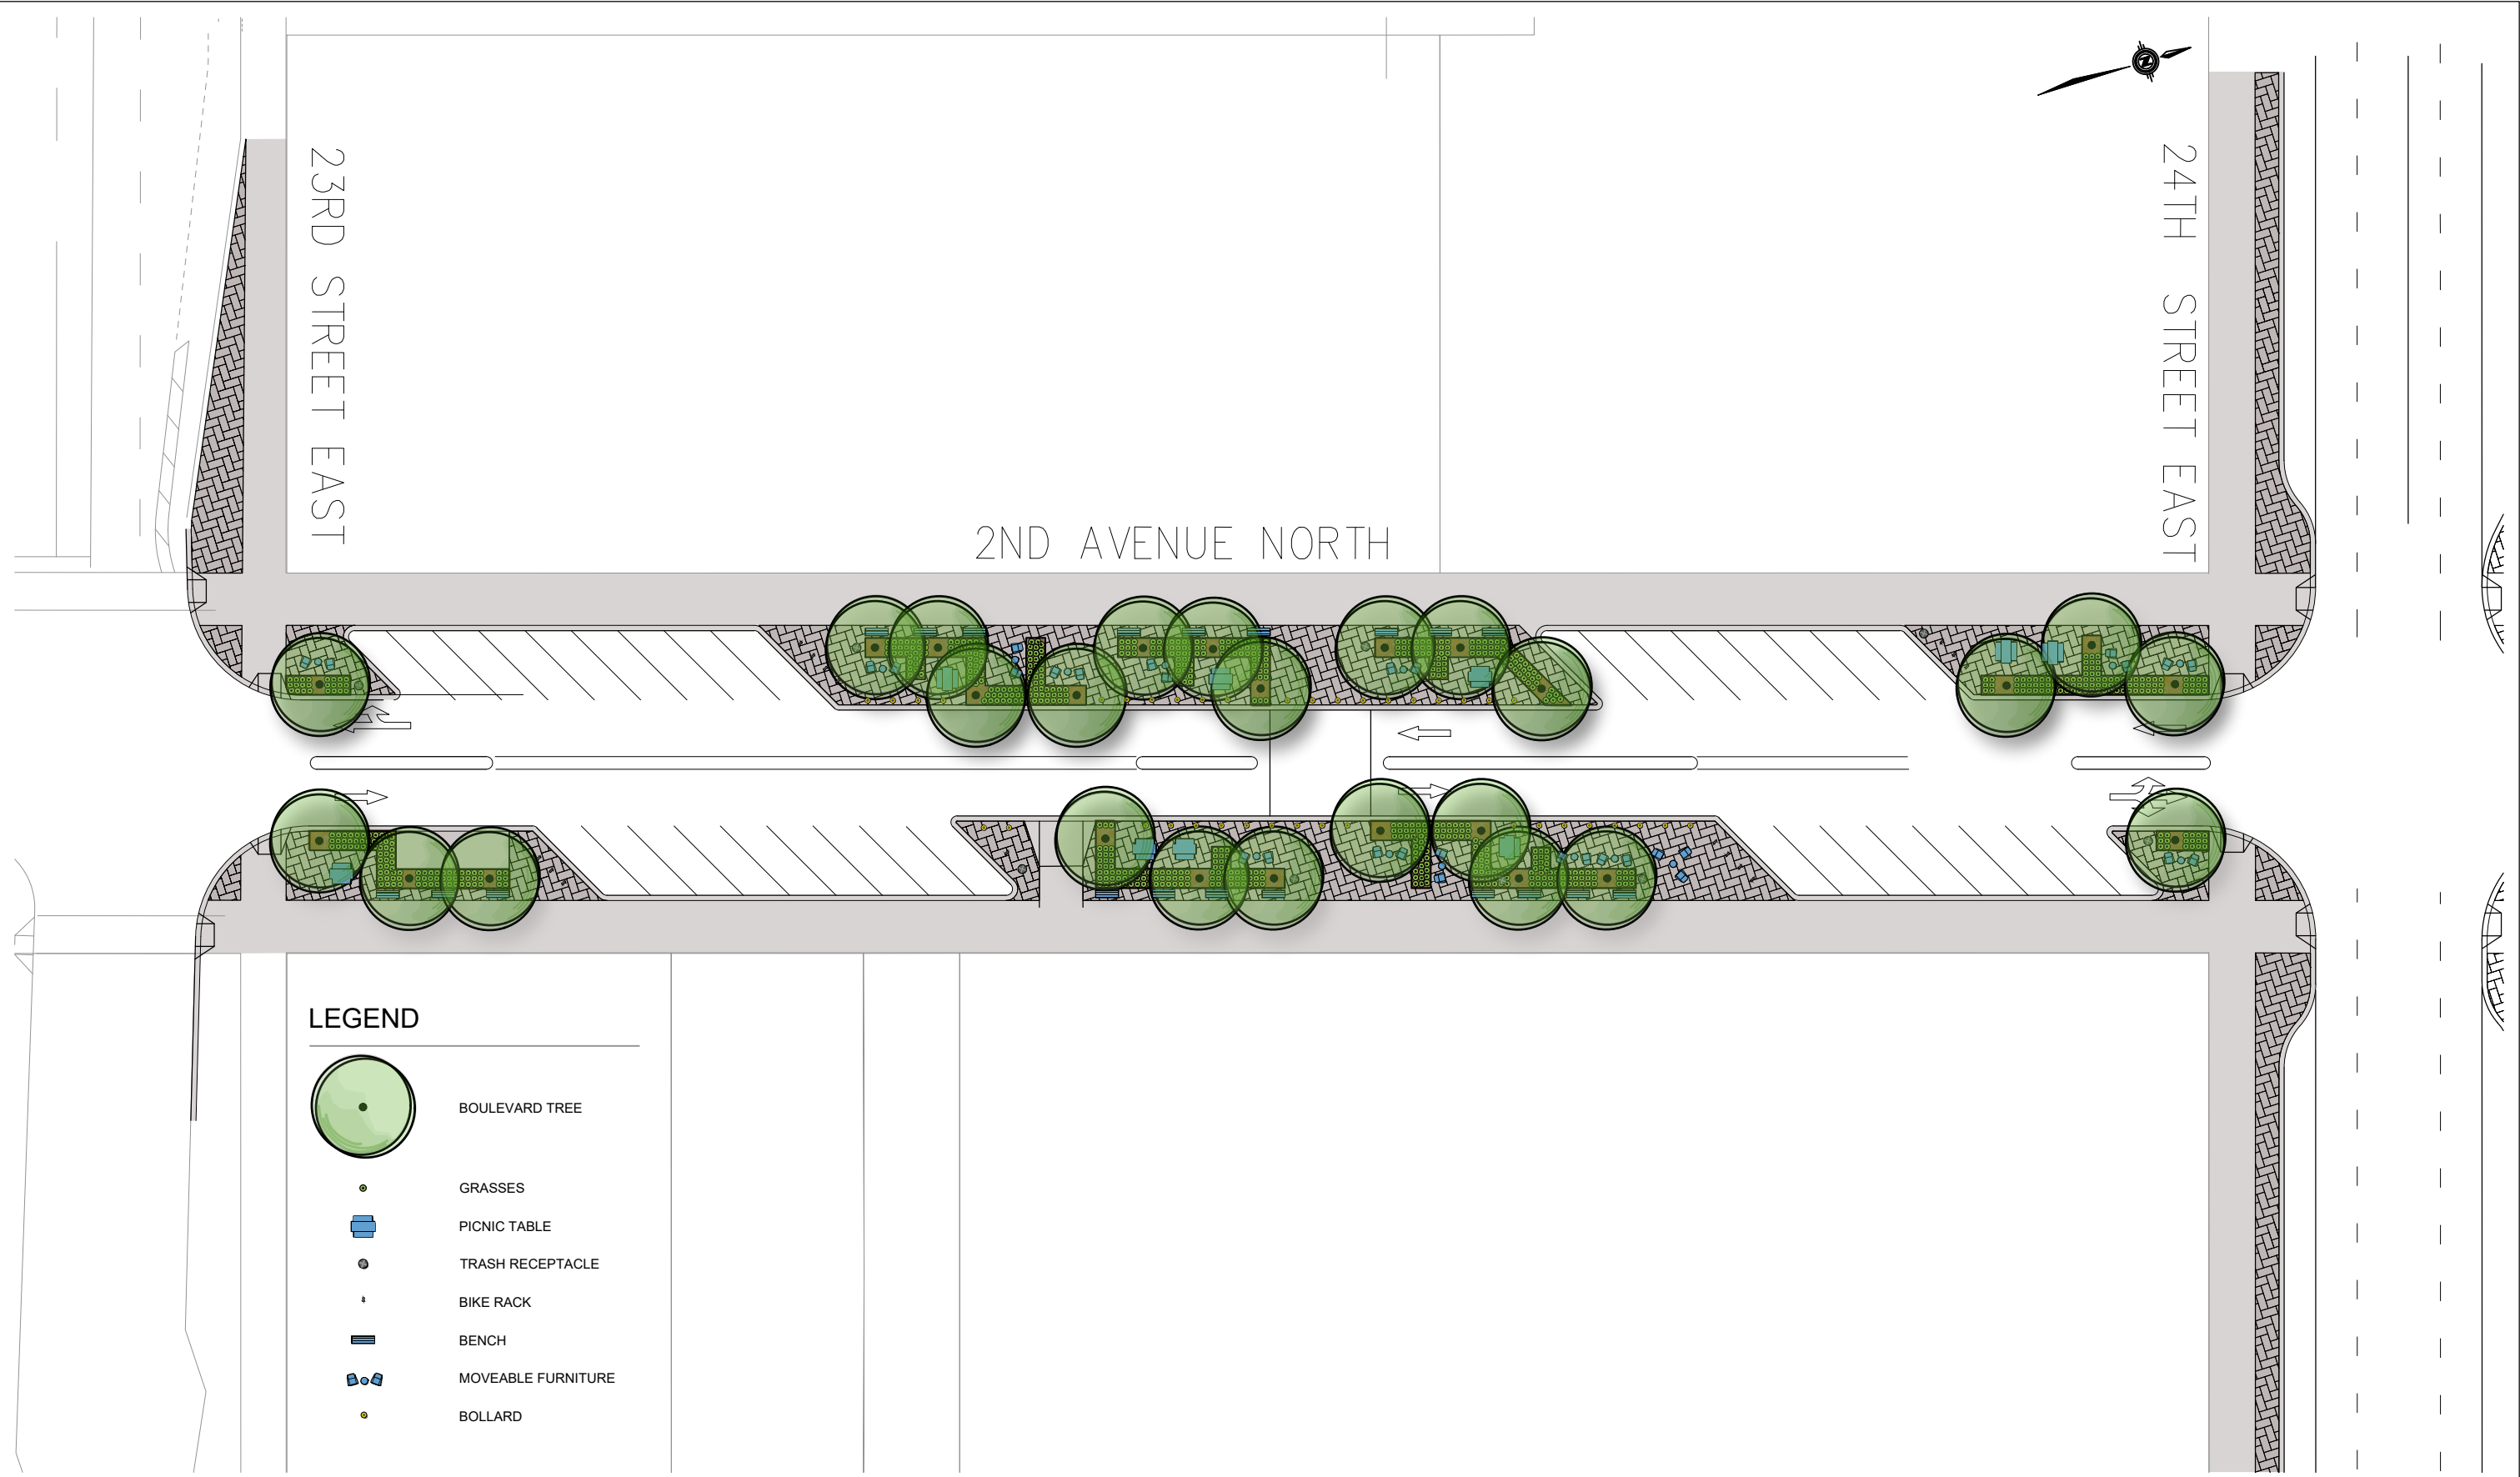 23RD STREET EAST
24TH STREET EAST
2ND AVENUE NORTH
LEGEND
BOULEVARD TREE
GRASSES
PICNIC TABLE
TRASH RECEPTACLE
BIKE RACK
BENCH
MOVEABLE FURNITURE
BOLLARD
Z